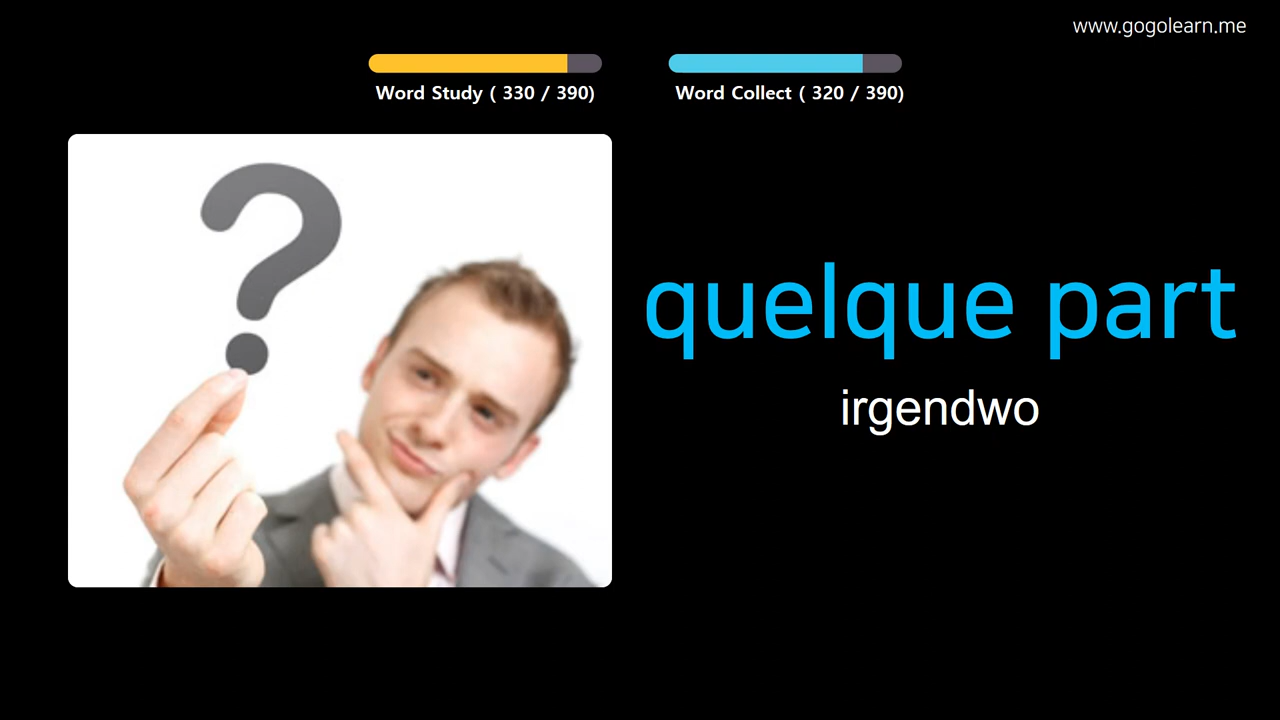 www.gogolearn.me
Word Study ( 330 / 390)
Word Collect ( 320 / 390)
?
quelque part
irgendwo